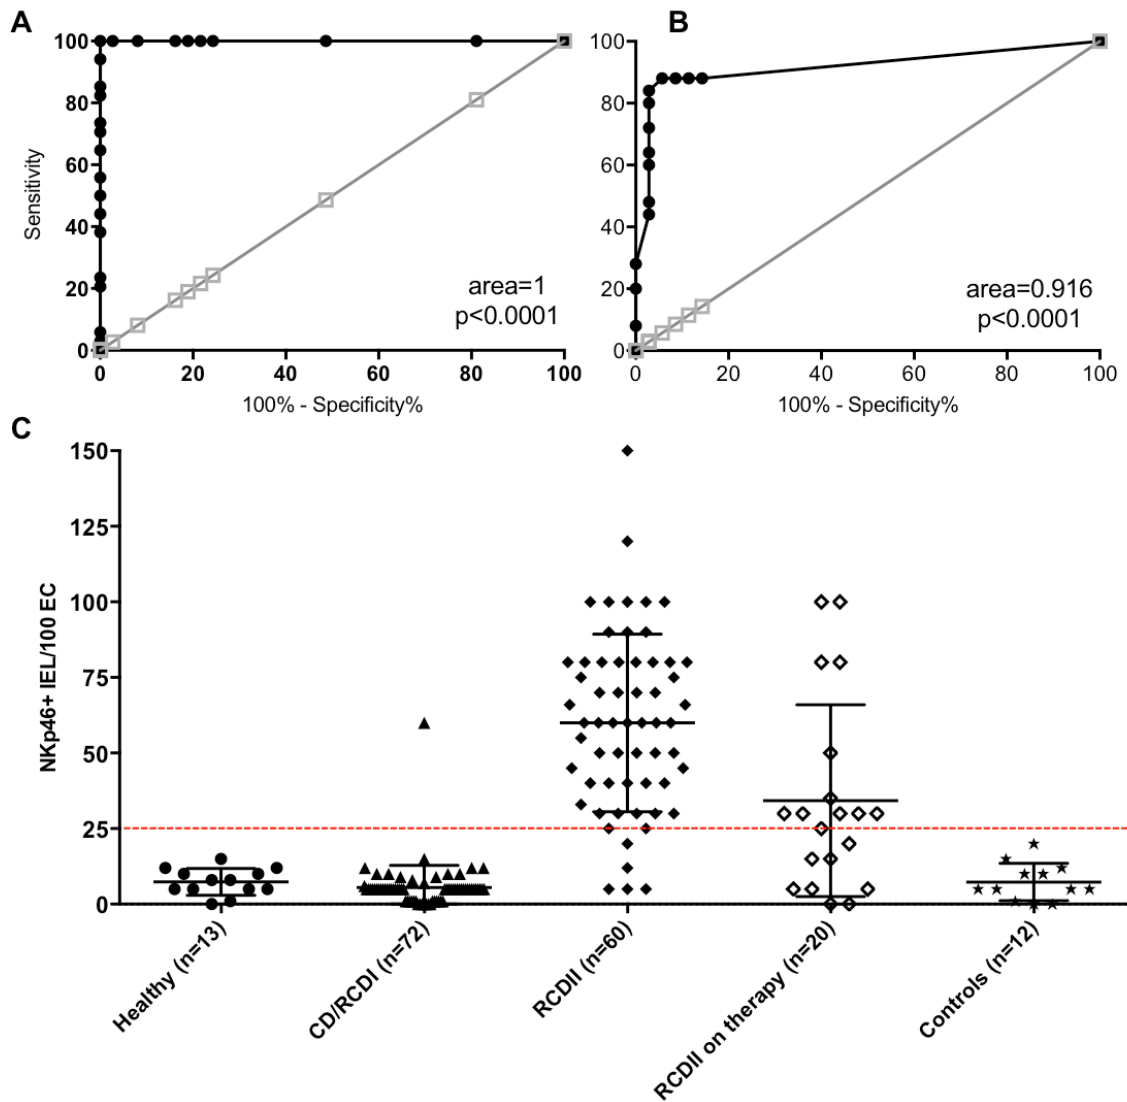 A
B
100
80
60
40
20
0
Sensitivity
area=1
p<0.0001
0 20 40 60 80 100
100% - Specificity%
100
80
60
40
20
0
area=0.916
p<0.0001
0 20 40 60 80 100
100% - Specificity%
C
150
125
100
75
50
25
0
NKp46+ IEL/100 EC
Healthy (n=13)
CD/RCDI (n=72)
RCDII (n=60)
RCDII on therapy (n=20)
Controls (n=12)